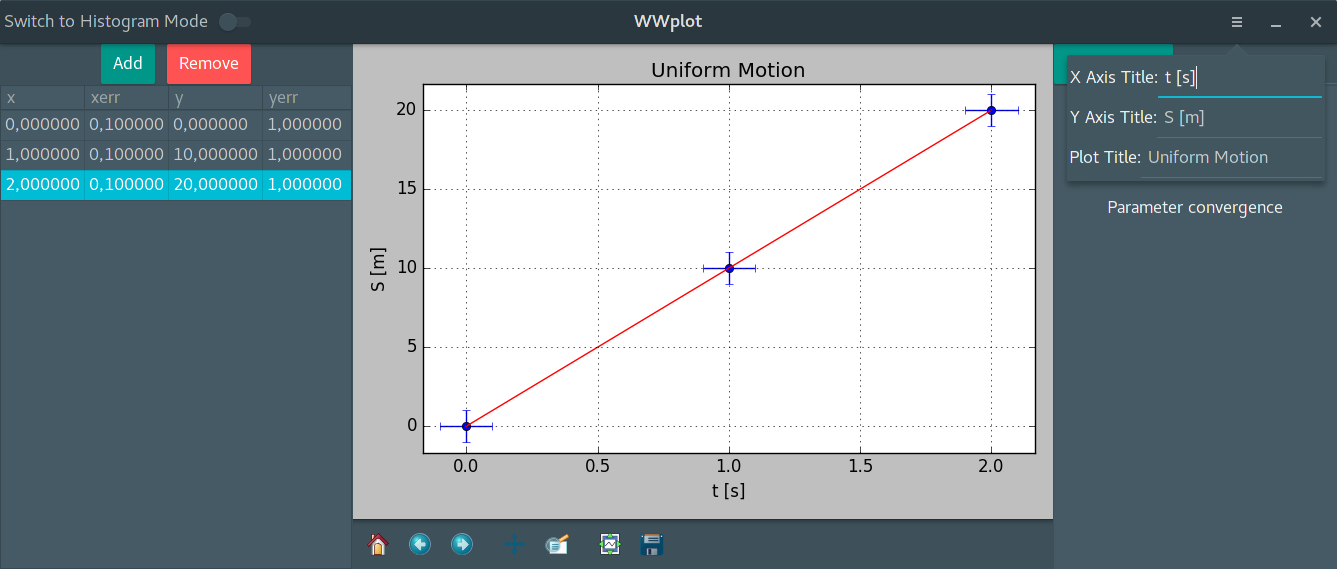 Switch to Histogram Mode
WWplot
Add Remove
x xerr y yerr
0,000000 0,100000 0,000000 1,000000
1,000000 0,100000 10,000000 1,000000
2,000000 0,100000 20,000000 1,000000
Uniform Motion
S [m]
20
15
10
5
0
0.0 0.5 1.0 1.5 2.0
t [s]
X Axis Title: t [s]
Y Axis Title: S [m]
Plot Title: Uniform Motion
Parameter convergence